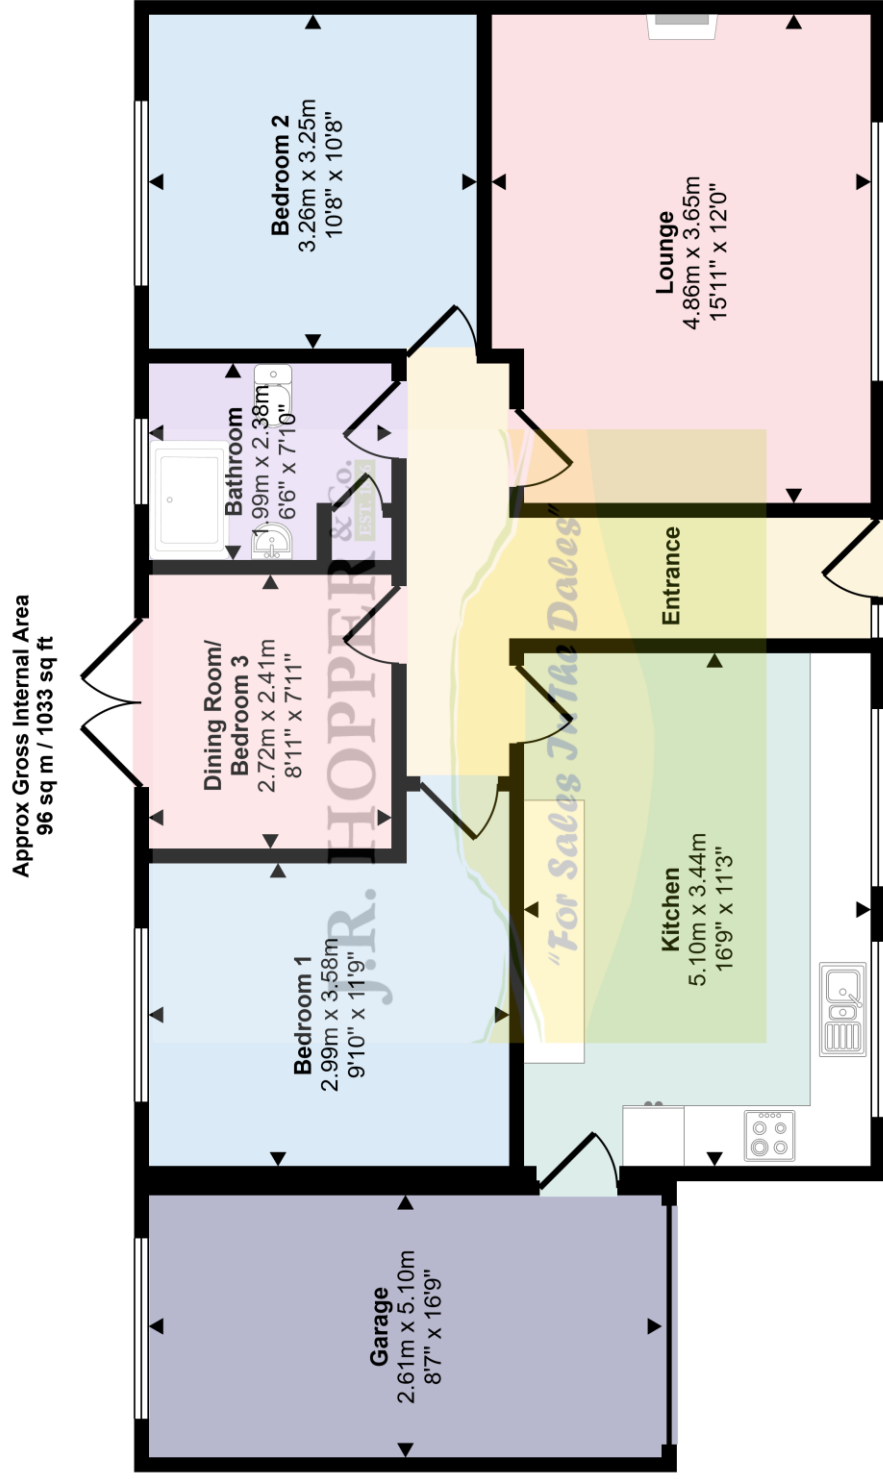 Approx Gross Internal Area
96 sq m / 1033 sq ft
Garage
2.61m x 5.10m
8'7" x 16'9"
Bedroom 1
2.99m x 3.58m
9'10" x 11'9"
Dining Room/
Bedroom 3
2.72m x 2.41m
8'11" x 7'11"
Bathroom
1.99m x 2.38m
6'6" x 7'10"
Bedroom 2
3.26m x 3.25m
10'8" x 10'8"
Kitchen
5.10m x 3.44m
16'9" x 11'3"
Entrance
Lounge
4.86m x 3.65m
15'11" x 12'0"
J.R. HOPPER & Co.
"For Sales In The Dales"